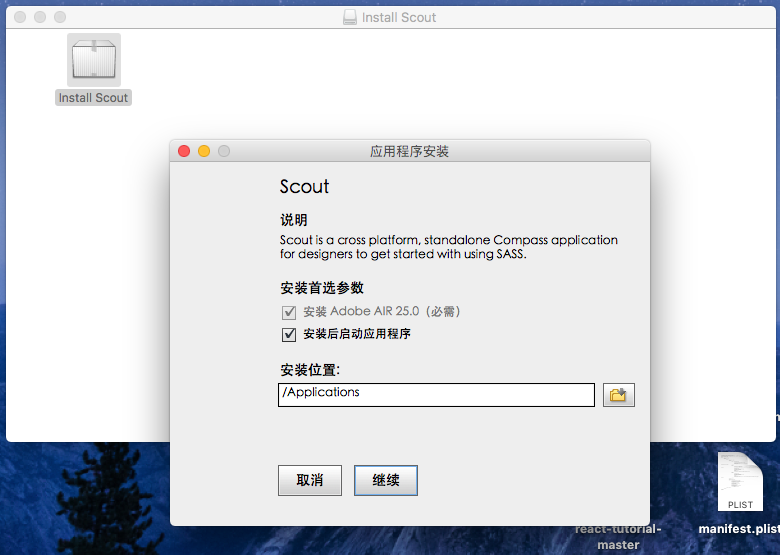 Install Scout
Install Scout
应用程序安装
Scout
说明
Scout is a cross platform, standalone Compass application
for designers to get started with using SASS.
安装首选参数
安装 Adobe AIR 25.0（必需）
安装后启动应用程序
安装位置:
/Applications
取消
继续
PLIST
manifest.plist
react-tutorial-
master